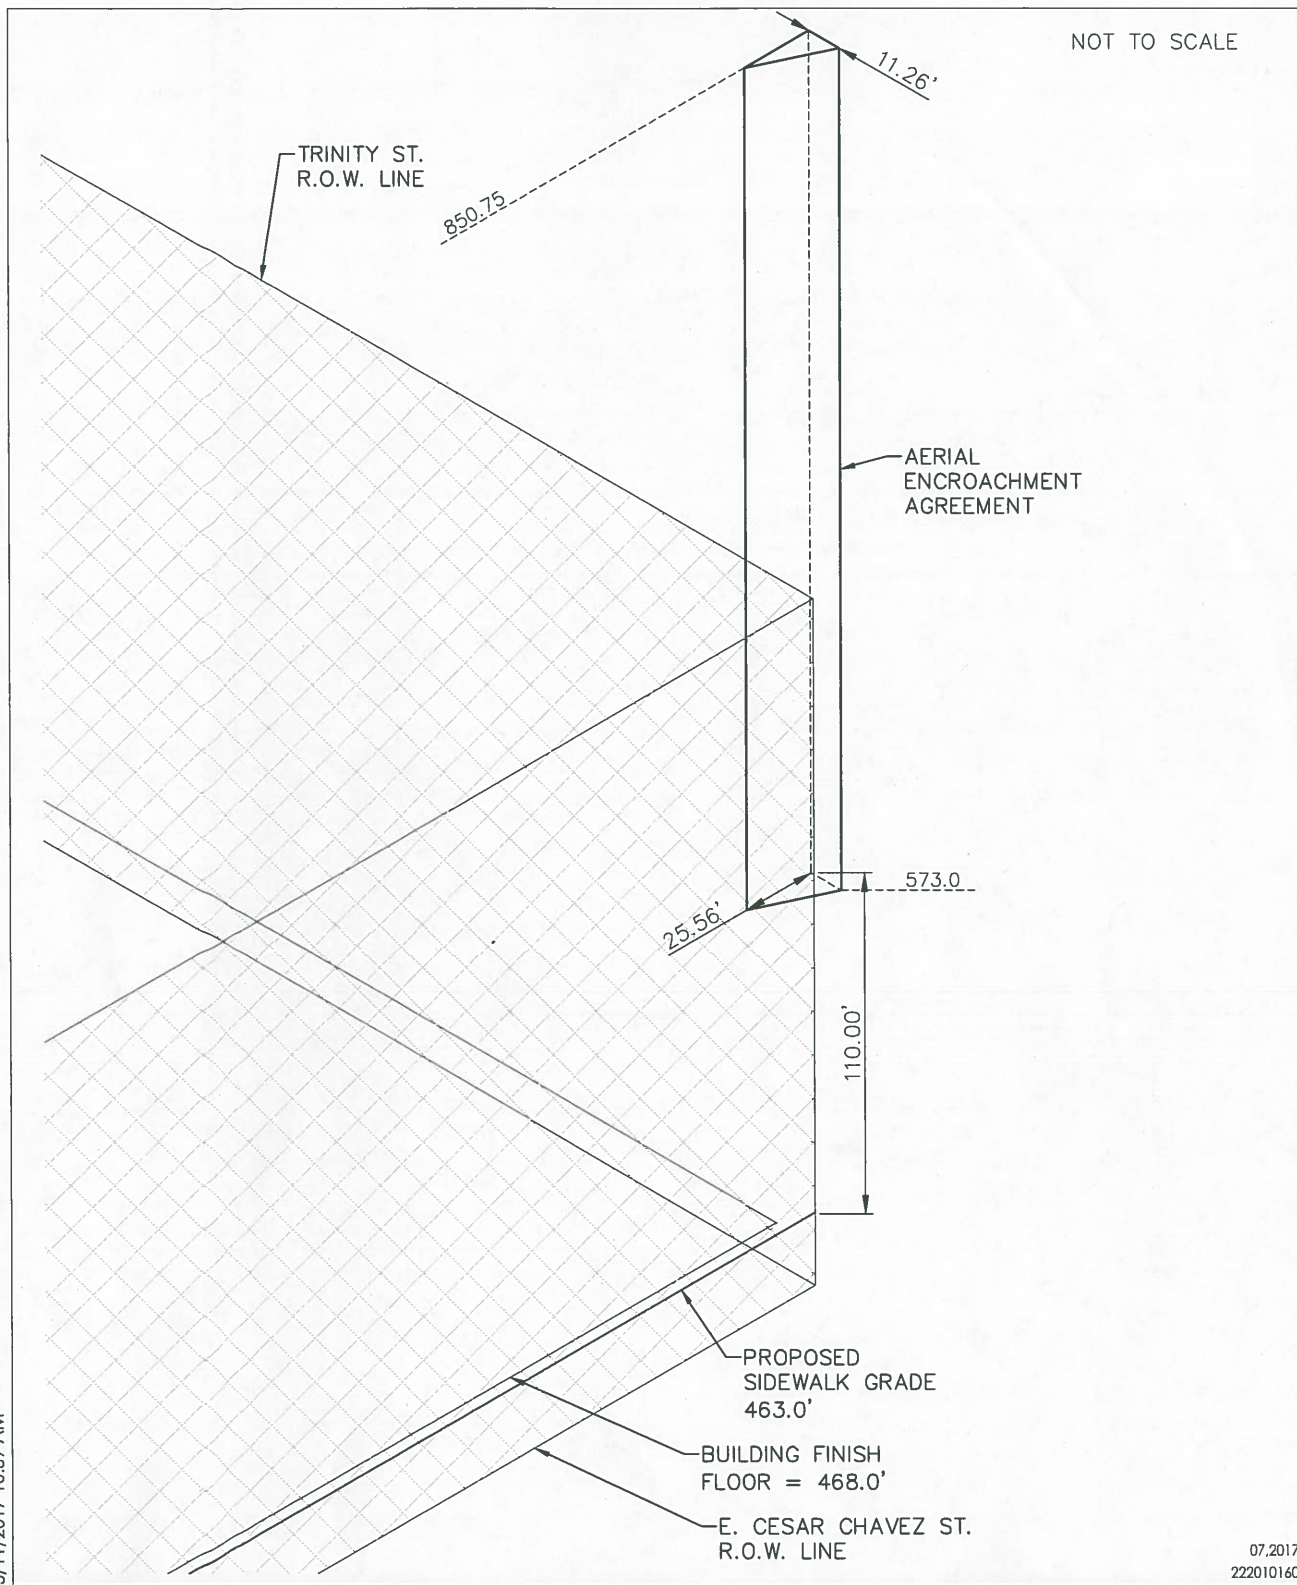 NOT TO SCALE
11.26'
TRINITY ST.
R.O.W. LINE
850.75
AERIAL
ENCROACHMENT
AGREEMENT
573.0
25.56'
110.00'
PROPOSED
SIDEWALK GRADE
463.0'
BUILDING FINISH
FLOOR = 468.0'
E. CESAR CHAVEZ ST.
R.O.W. LINE
07,2017
222010160